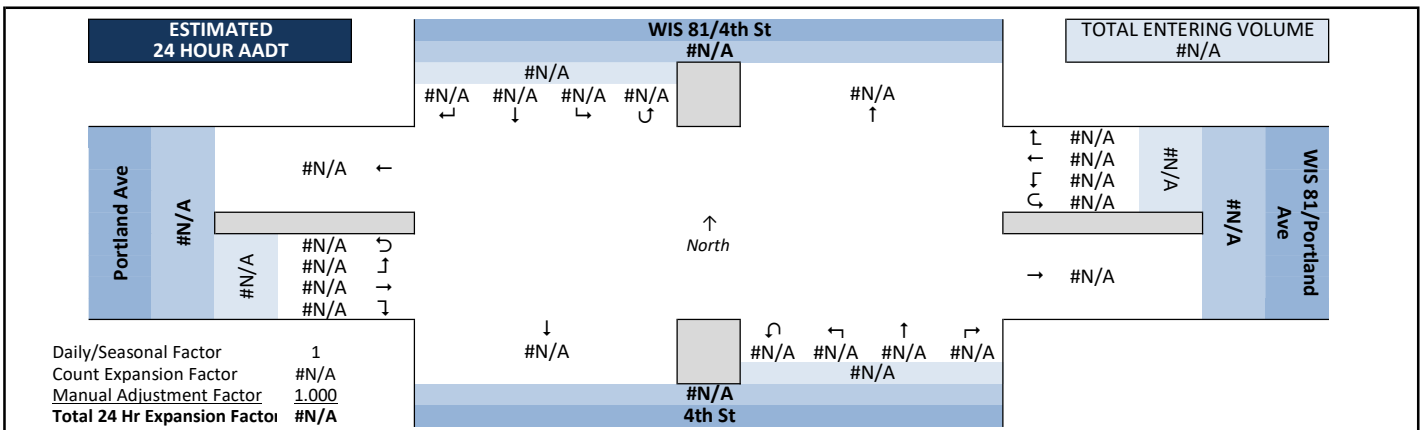 ESTIMATED
24 HOUR AADT
WIS 81/4th St
#N/A
TOTAL ENTERING VOLUME
#N/A
#N/A
#N/A #N/A #N/A #N/A
↵ ↓ ↳ ↺
#N/A
↑
Portland Ave
#N/A
#N/A ←
#N/A
#N/A ⮌
#N/A ⮥
#N/A →
#N/A ⮧
↑
North
↑ #N/A
← #N/A
↓ #N/A
⮎ #N/A
#N/A
#N/A
WIS 81/Portland
Ave
→ #N/A
↓
#N/A
∩ ↰ ↑ ↱
#N/A #N/A #N/A #N/A
#N/A
#N/A
4th St
Daily/Seasonal Factor 1
Count Expansion Factor #N/A
Manual Adjustment Factor 1.000
Total 24 Hr Expansion Factor #N/A